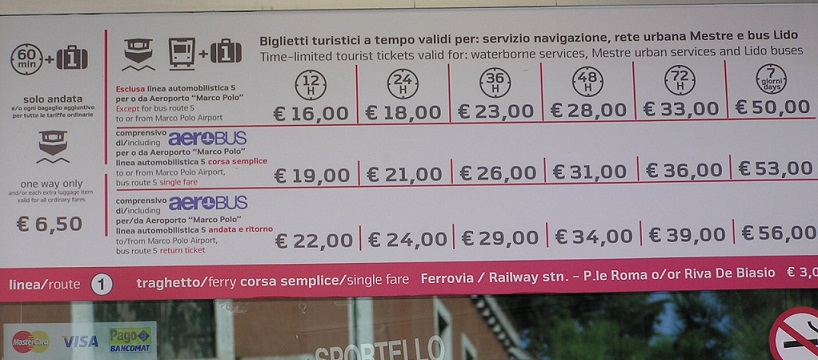 60 min + 1
solo andata
e/o ogni bagaglio aggiuntivo
per tutte le tariffe ordinarie
one way only
and/or each extra luggage item
valid for all ordinary fares
€ 6,50
+ 1
Biglietti turistici a tempo validi per: servizio navigazione, rete urbana Mestre e bus Lido
Time-limited tourist tickets valid for: waterborne services, Mestre urban services and Lido buses
12 H 24 H 36 H 48 H 72 H 7 giorni days
Esclusa linea automobilistica 5
per o da Aeroporto “Marco Polo”
Except for bus route 5
to or from Marco Polo Airport
€ 16,00 € 18,00 € 23,00 € 28,00 € 33,00 € 50,00
comprensivo
di/including aeroBUS
per o da Aeroporto “Marco Polo”
linea automobilistica 5 corsa semplice
to or from Marco Polo Airport,
bus route 5 single fare
€ 19,00 € 21,00 € 26,00 € 31,00 € 36,00 € 53,00
comprensivo
di/including aeroBUS
per/da Aeroporto “Marco Polo”
linea automobilistica 5 andata e ritorno
to/from Marco Polo Airport,
bus route 5 return ticket
€ 22,00 € 24,00 € 29,00 € 34,00 € 39,00 € 56,00
linea/route 1 traghetto/ferry corsa semplice/single fare Ferrovia / Railway stn. – P.le Roma o/or Riva De Biasio € 3,0
MasterCard VISA Pago BANCOMAT
SPORTELLO